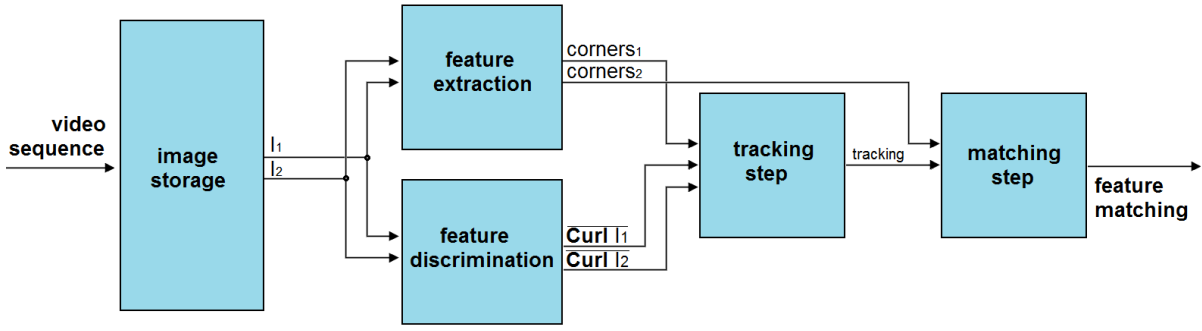 video
sequence
image
storage
I1
I2
feature
extraction
corners1
corners2
feature
discrimination
Curl I1
Curl I2
tracking
step
tracking
matching
step
feature
matching